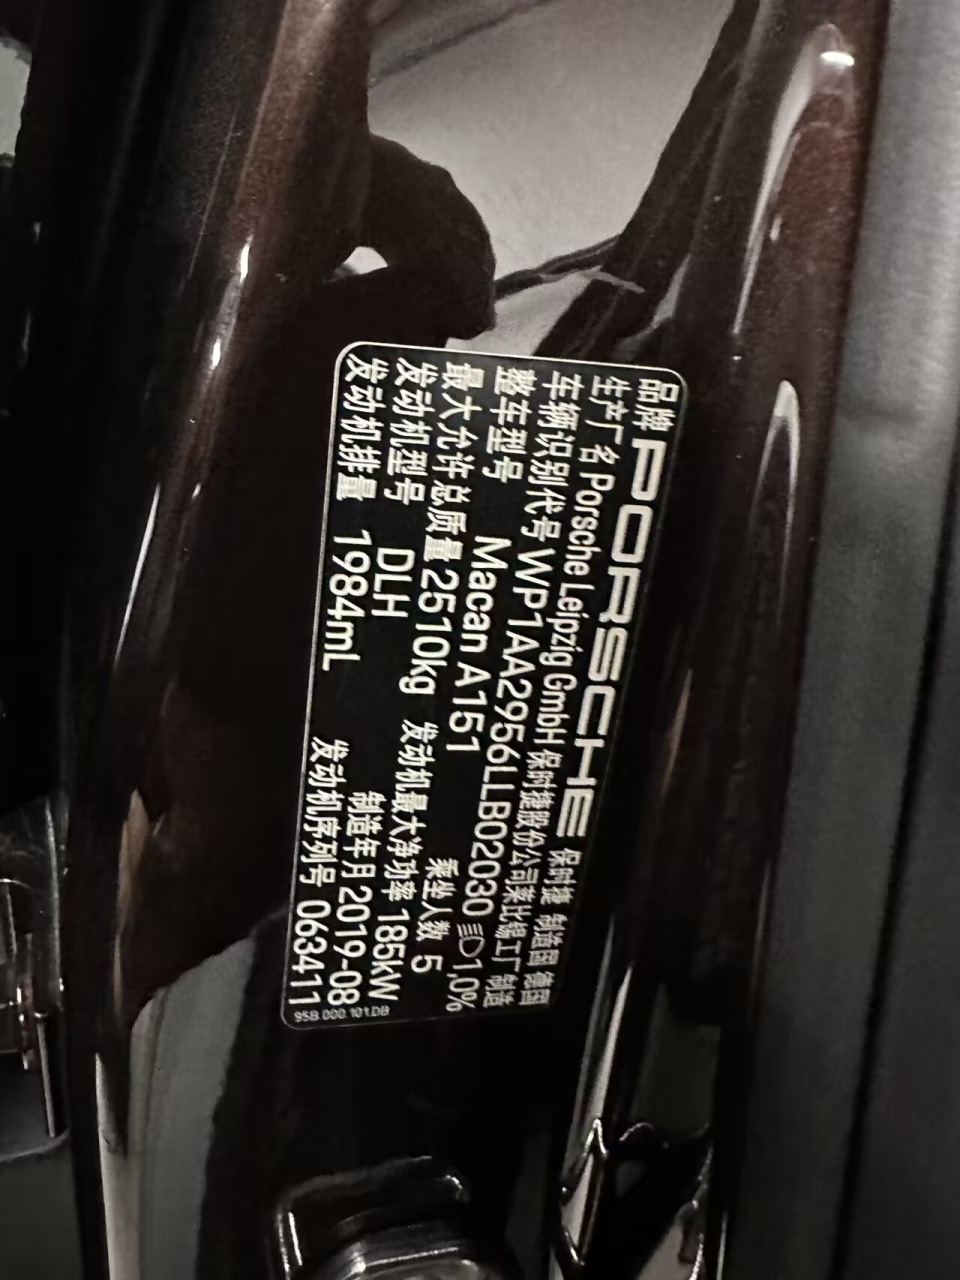 品牌 PORSCHE 保时捷 制造国 德国
生产厂名 Porsche Leipzig GmbH 保时捷股份公司莱比锡工厂 制造
车辆识别代号 WP1AA2956LLB02030 1,0%
整车型号 Macan A151 乘坐人数 5
最大允许总质量 2510kg 发动机最大净功率 185kW
发动机型号 DLH 制造年月 2019-08
发动机排量 1984mL 发动机序列号 063411
95B.000.101.DB